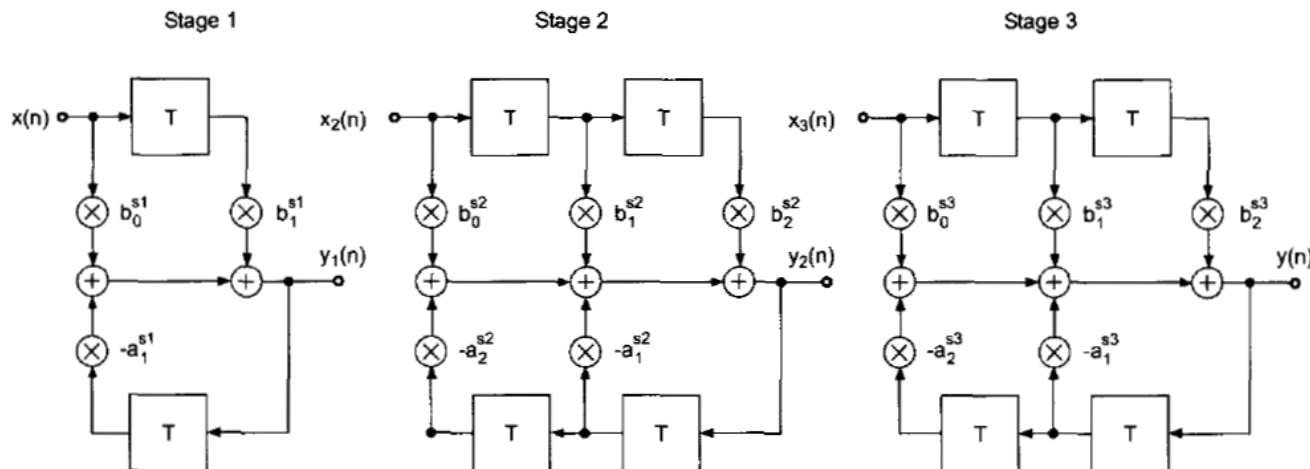 Stage 1 Stage 2 Stage 3
x(n) T x₂(n) T T x₃(n) T T
b₀ˢ¹ b₁ˢ¹ b₀ˢ² b₁ˢ² b₂ˢ² b₀ˢ³ b₁ˢ³ b₂ˢ³
y₁(n) y₂(n) y(n)
-a₁ˢ¹ -a₂ˢ² -a₁ˢ² -a₂ˢ³ -a₁ˢ³
T T T T T